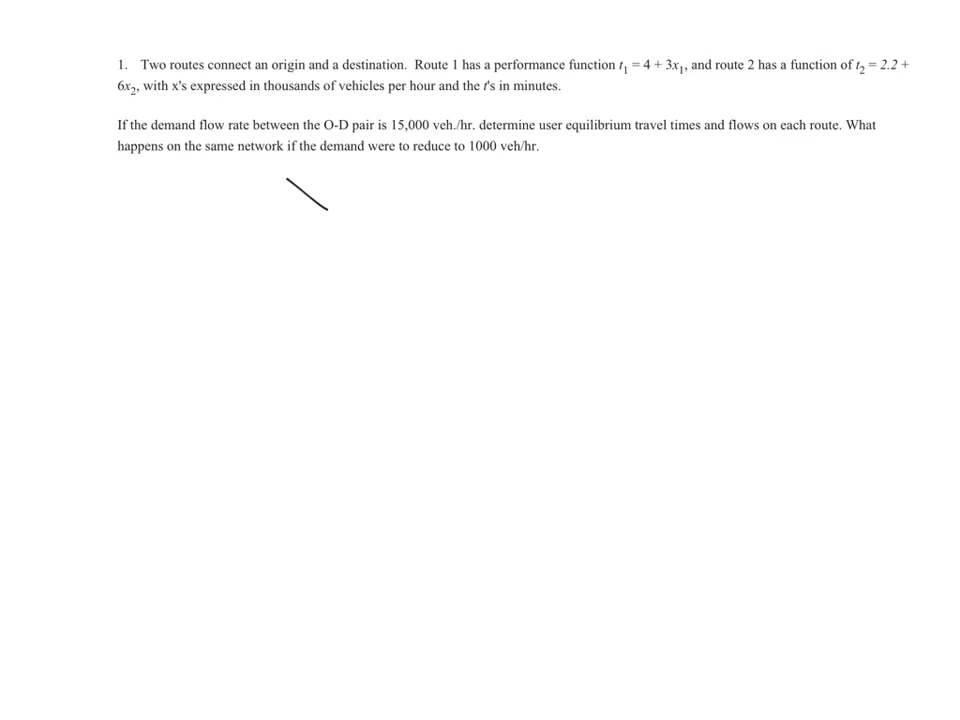 1. Two routes connect an origin and a destination. Route 1 has a performance function t₁ = 4 + 3x₁, and route 2 has a function of t₂ = 2.2 +
6x₂, with x's expressed in thousands of vehicles per hour and the t's in minutes.
If the demand flow rate between the O-D pair is 15,000 veh./hr. determine user equilibrium travel times and flows on each route. What
happens on the same network if the demand were to reduce to 1000 veh/hr.